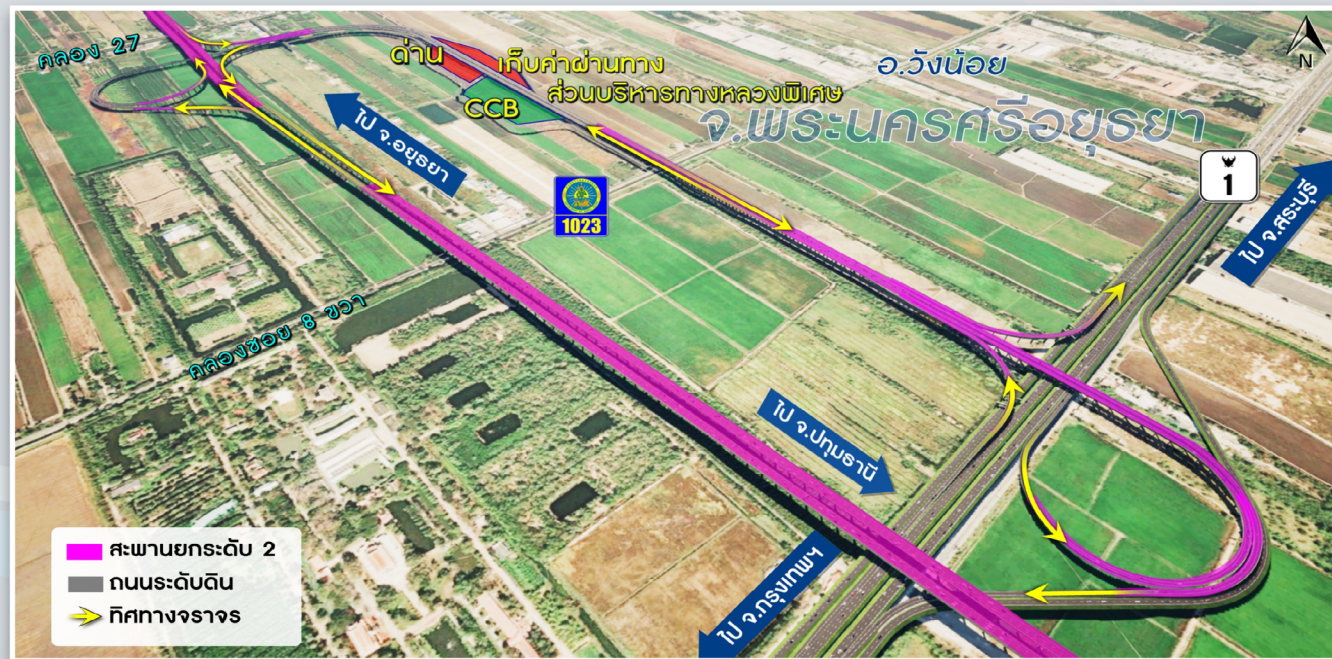 คลอง 27
ด่าน
เก็บค่าผ่านทาง
ส่วนบริหารทางหลวงพิเศษ
CCB
อ.วังน้อย
จ.พระนครศรีอยุธยา
N
ไป จ.อยุธยา
1023
1
ไป จ.สระบุรี
คลองซอย 8 ขวา
ไป จ.ปทุมธานี
ไป จ.กรุงเทพฯ
สะพานยกระดับ 2
ถนนระดับดิน
ทิศทางจราจร